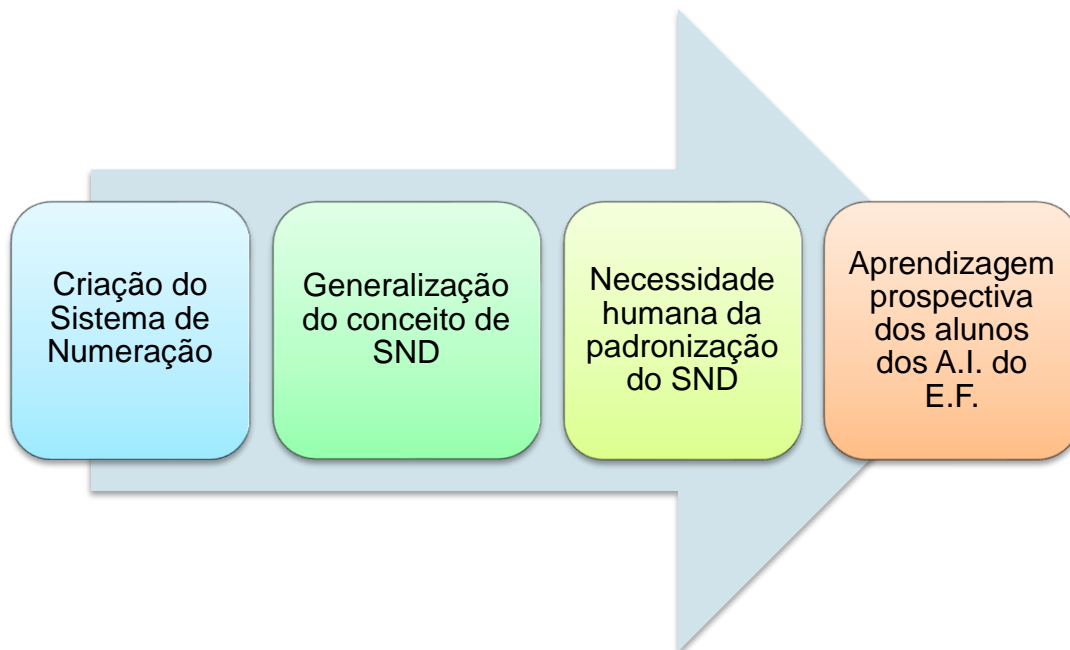 Criação do
Sistema de
Numeração
Generalização
do conceito de
SND
Necessidade
humana da
padronização
do SND
Aprendizagem
prospectiva
dos alunos
dos A.I. do
E.F.